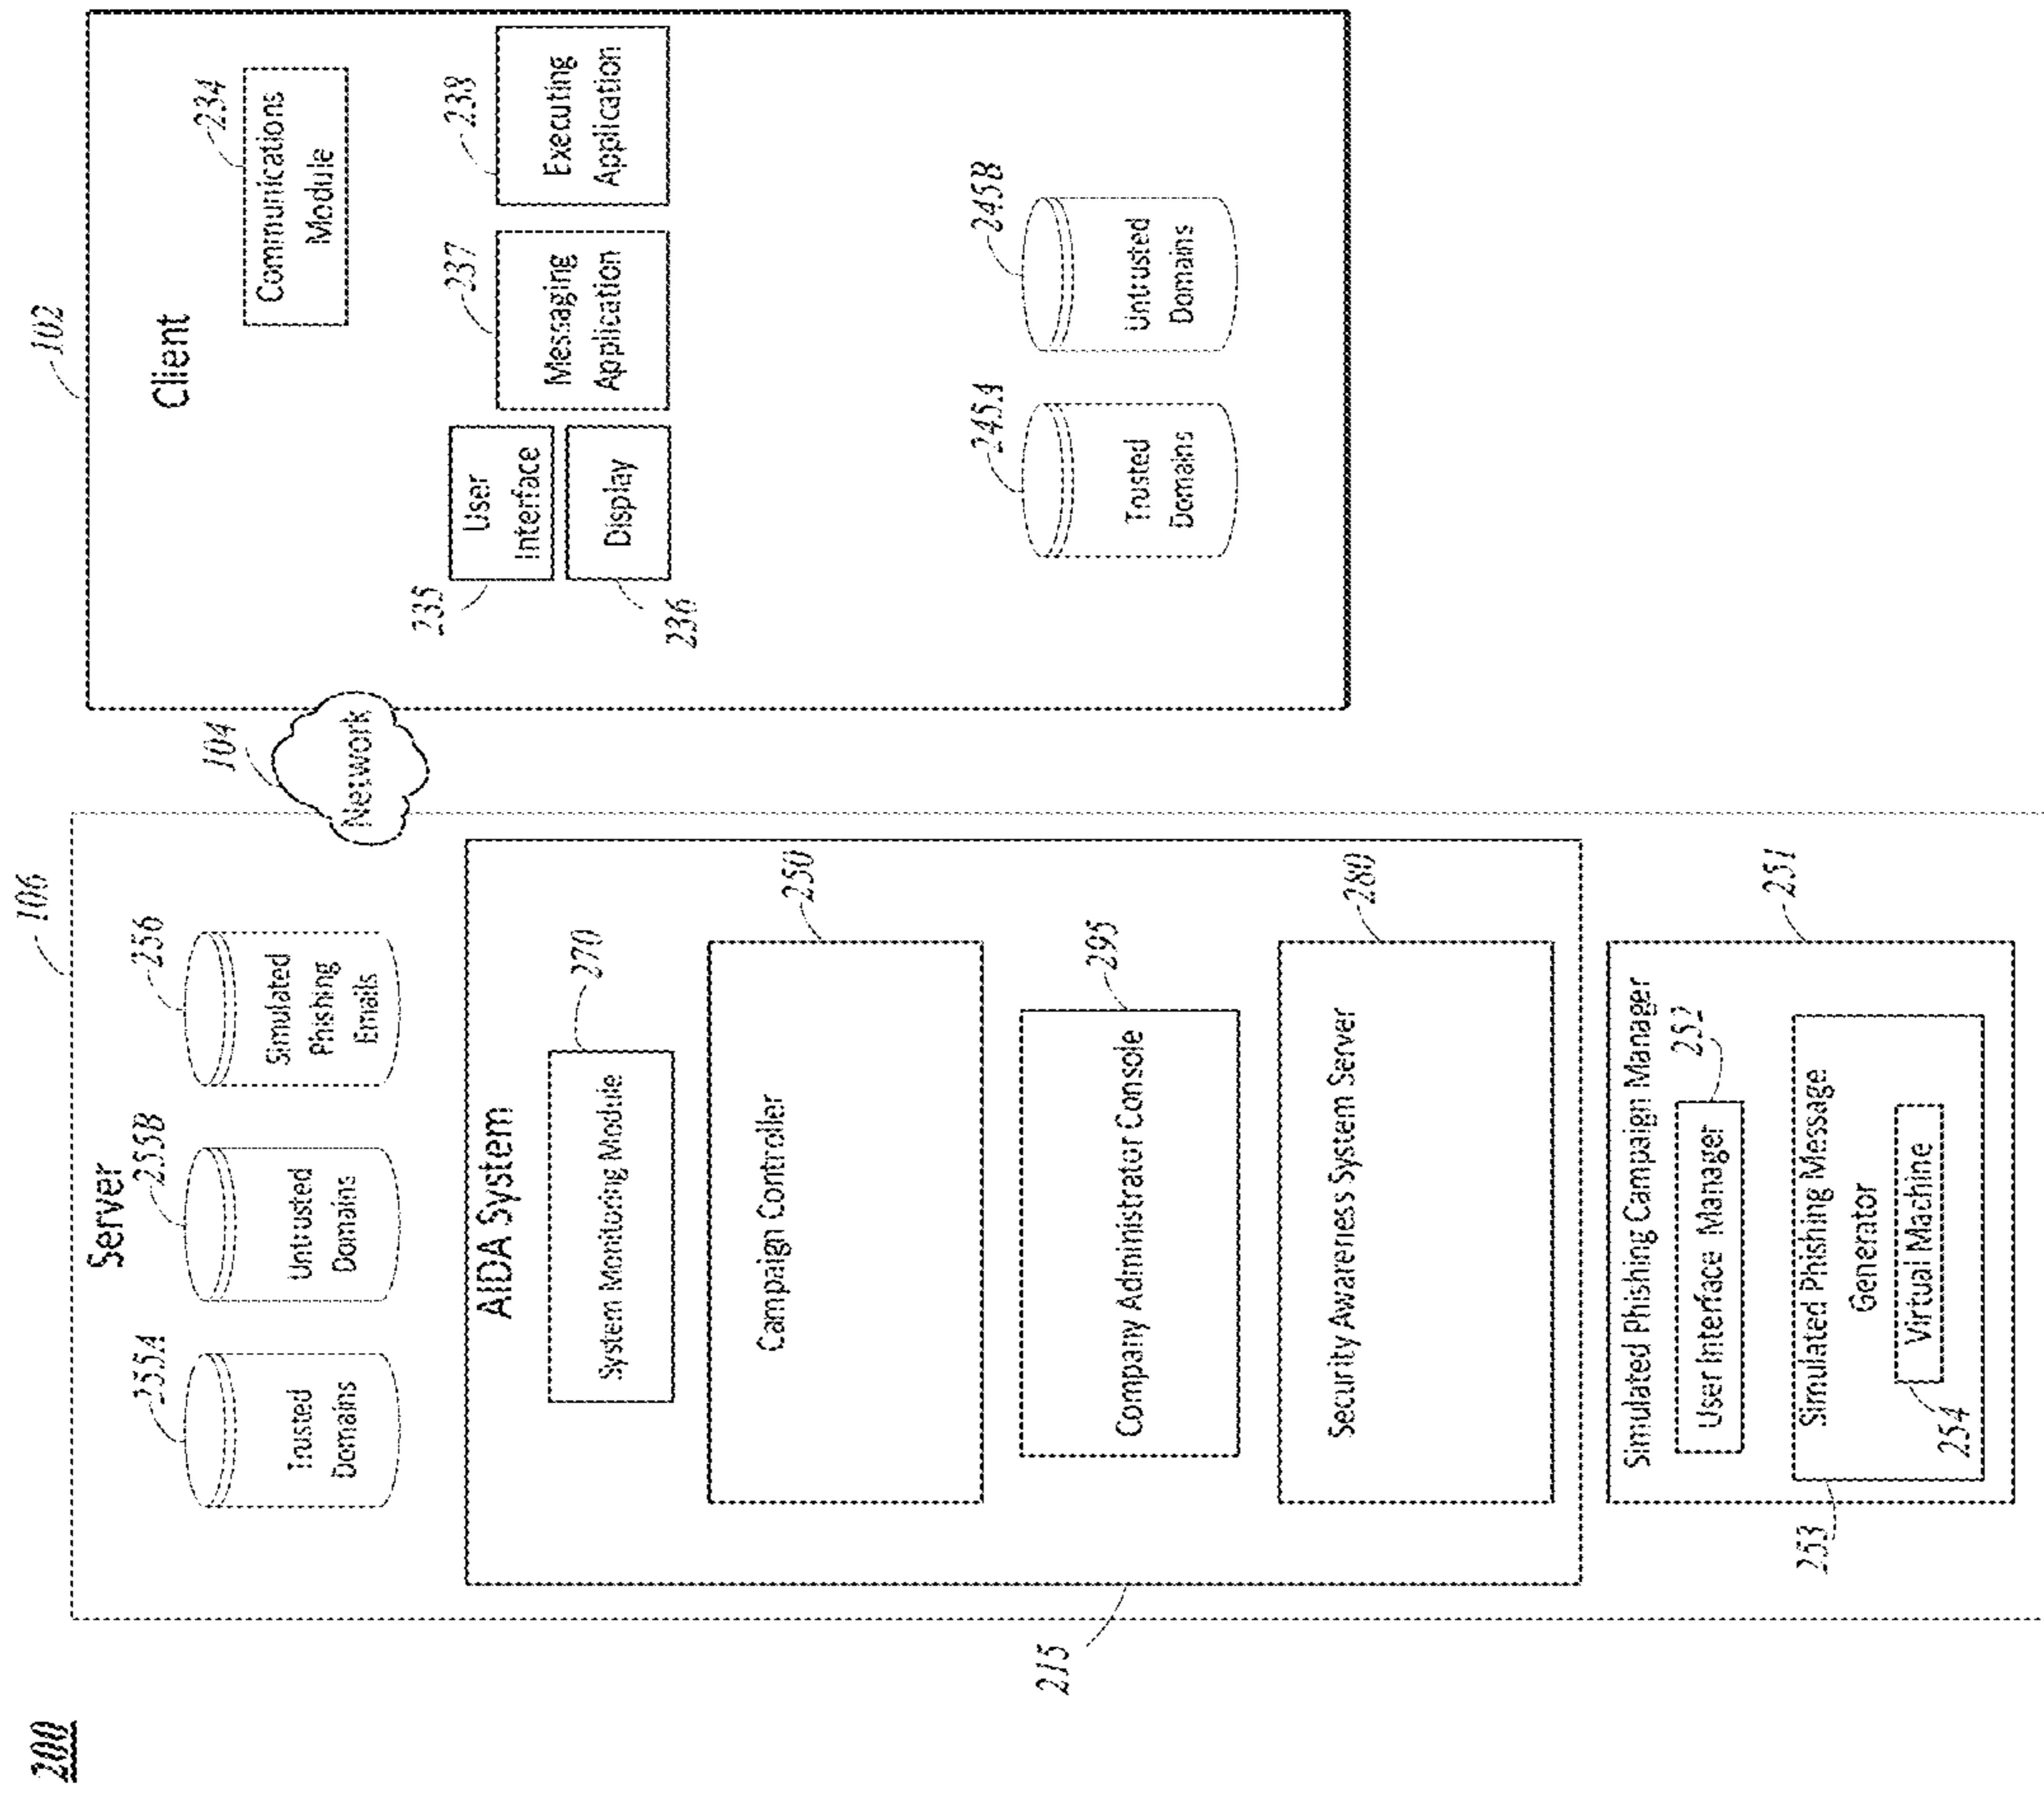 200
106
Server
255A
Trusted
Domains
255B
Untrusted
Domains
256
Simulated
Phishing
Emails
215
AIDA System
270
System Monitoring Module
250
Campaign Controller
295
Company Administrator Console
280
Security Awareness System Server
251
Simulated Phishing Campaign Manager
252
User Interface Manager
253
Simulated Phishing Message
Generator
Virtual Machine
254
104
Network
102
Client
234
Communications
Module
235
User
Interface
Display
236
237
Messaging
Application
238
Executing
Application
245A
Trusted
Domains
245B
Untrusted
Domains